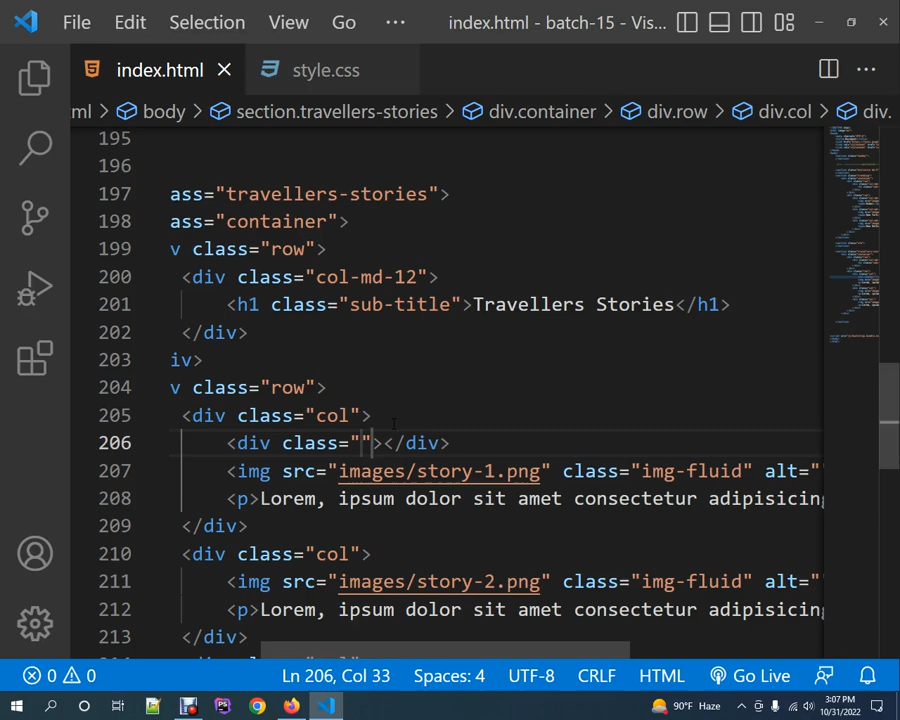 File Edit Selection View Go ··· index.html - batch-15 - Vis...
index.html style.css
ml > body > section.travellers-stories > div.container > div.row > div.col > div.
195
196
197 ass="travellers-stories">
198 ass="container">
199 v class="row">
200 <div class="col-md-12">
201 <h1 class="sub-title">Travellers Stories</h1>
202 </div>
203 iv>
204 v class="row">
205 <div class="col">
206 <div class=""></div>
207 <img src="images/story-1.png" class="img-fluid" alt="
208 <p>Lorem, ipsum dolor sit amet consectetur adipisicing
209 </div>
210 <div class="col">
211 <img src="images/story-2.png" class="img-fluid" alt="
212 <p>Lorem, ipsum dolor sit amet consectetur adipisicing
213 </div>
0 0 Ln 206, Col 33 Spaces: 4 UTF-8 CRLF HTML Go Live
PS 90°F Haze 3:07 PM
10/31/2022